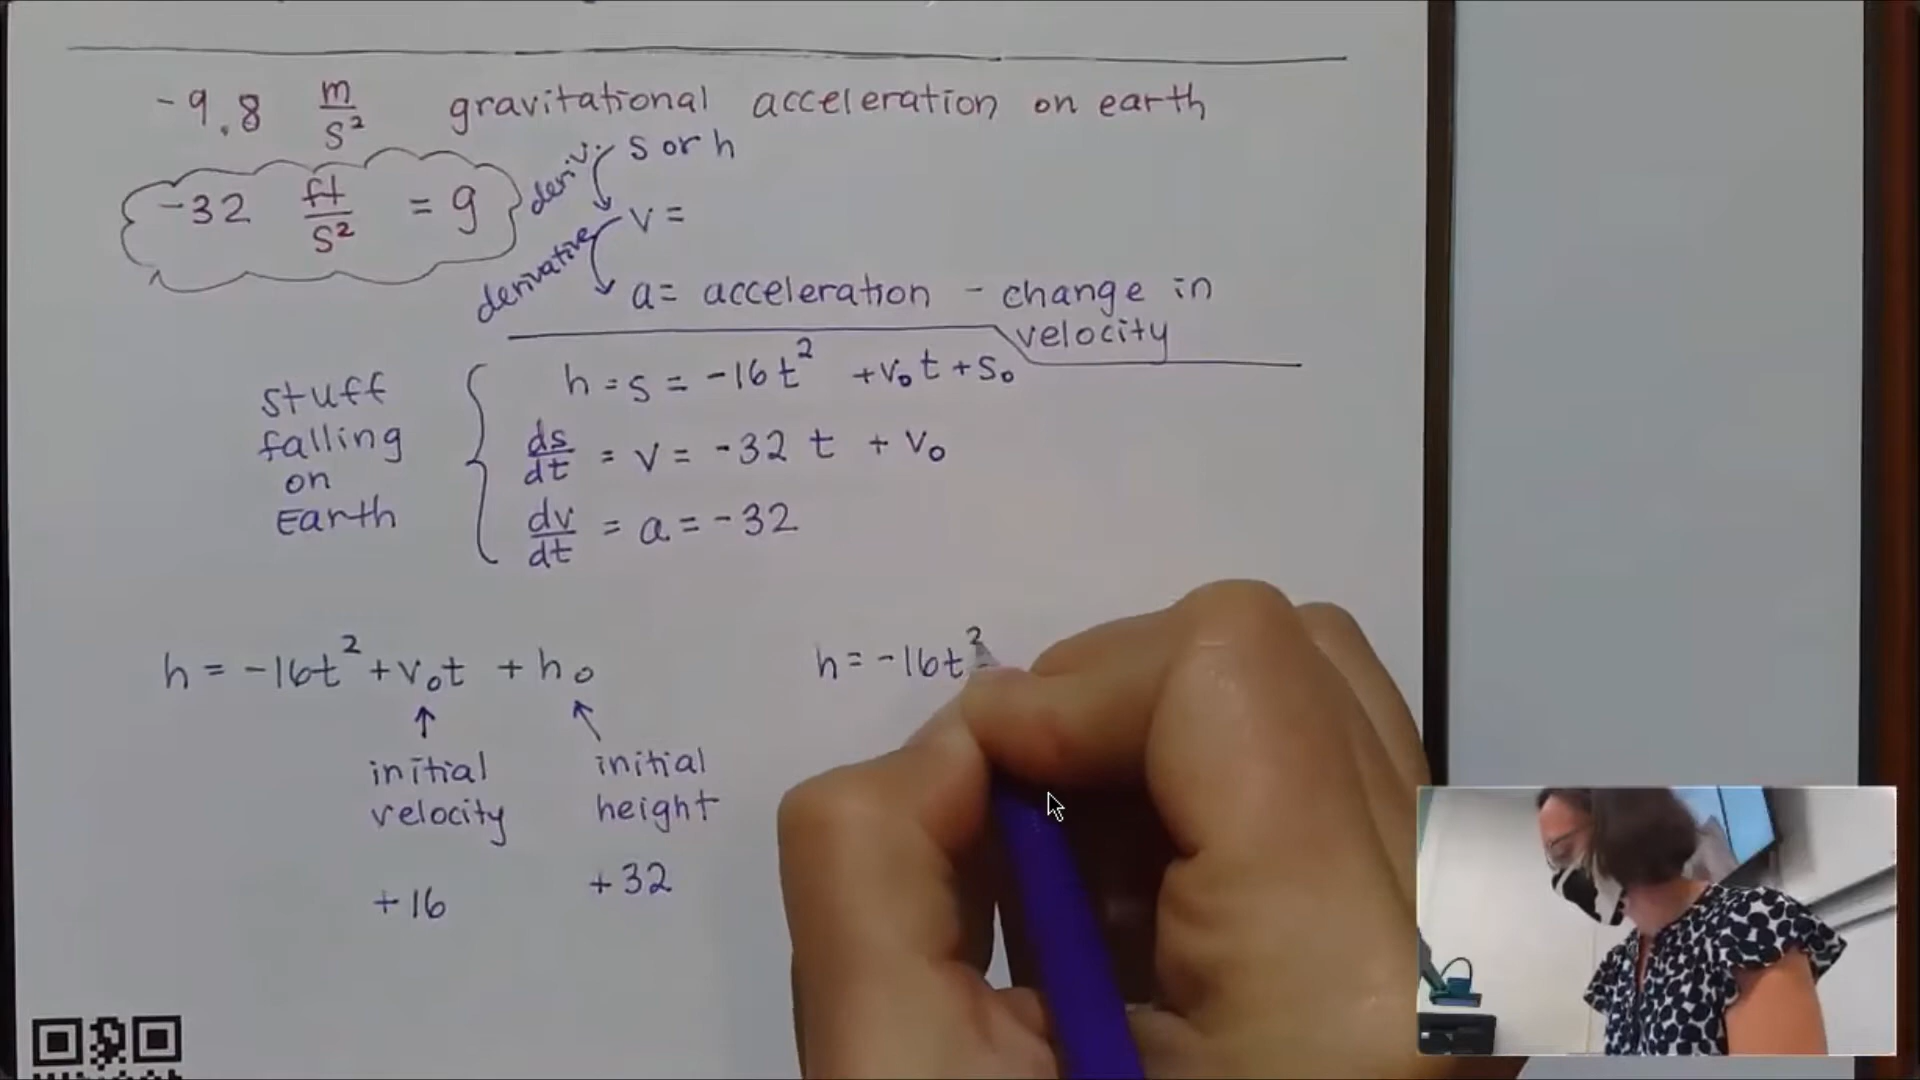 -9.8 m/s² gravitational acceleration on earth
-32 ft/s² = g
deriv. s or h
v =
derivative
a = acceleration - change in
velocity
stuff
falling
on
Earth
h = s = -16t² + v₀t + s₀
ds/dt = v = -32 t + v₀
dv/dt = a = -32
h = -16t² + v₀t + h₀
initial
velocity
+16
initial
height
+32
h = -16t²